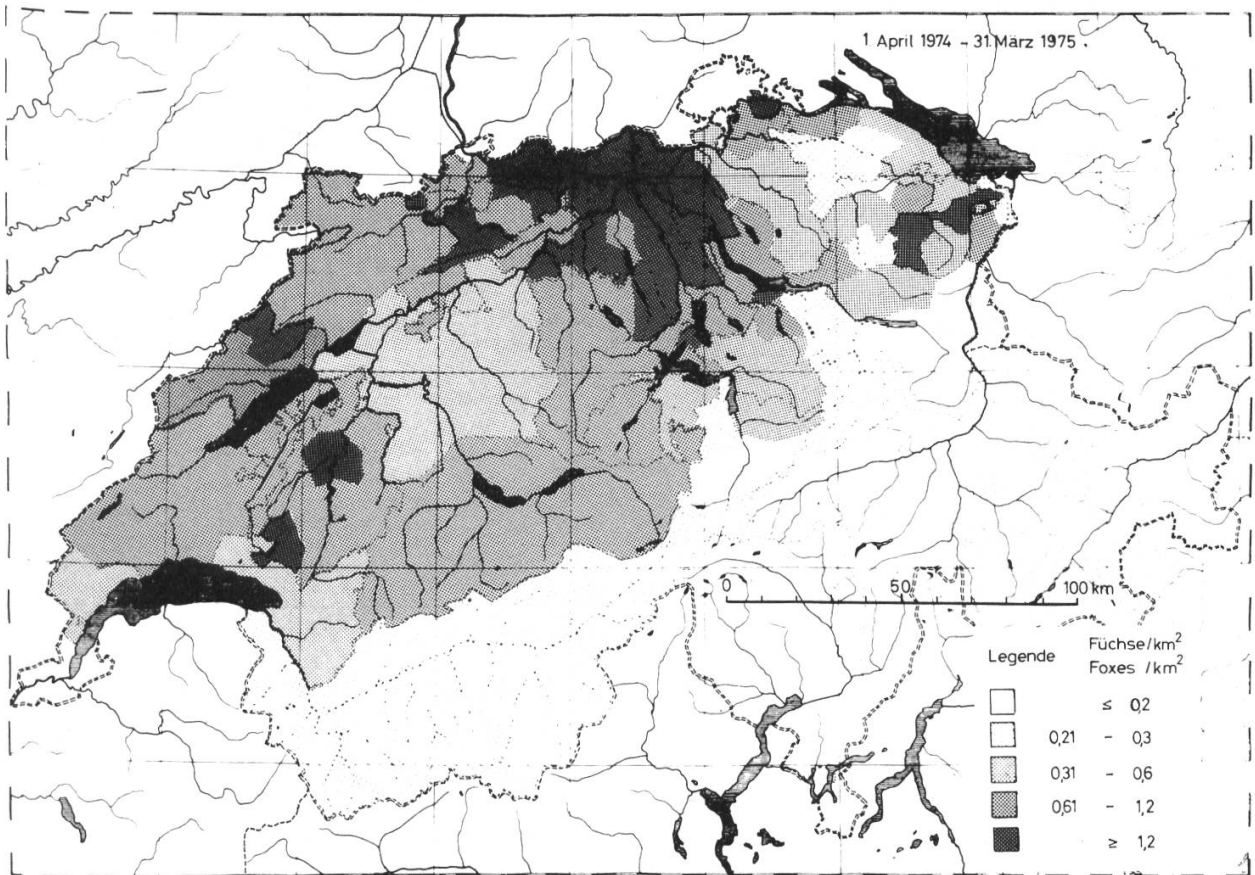 1 April 1974 - 31 März 1975 .
0 50 100 km
Legende Füchse/km²
Foxes /km²
≤ 0,2
0,21 - 0,3
0,31 - 0,6
0,61 - 1,2
≥ 1,2